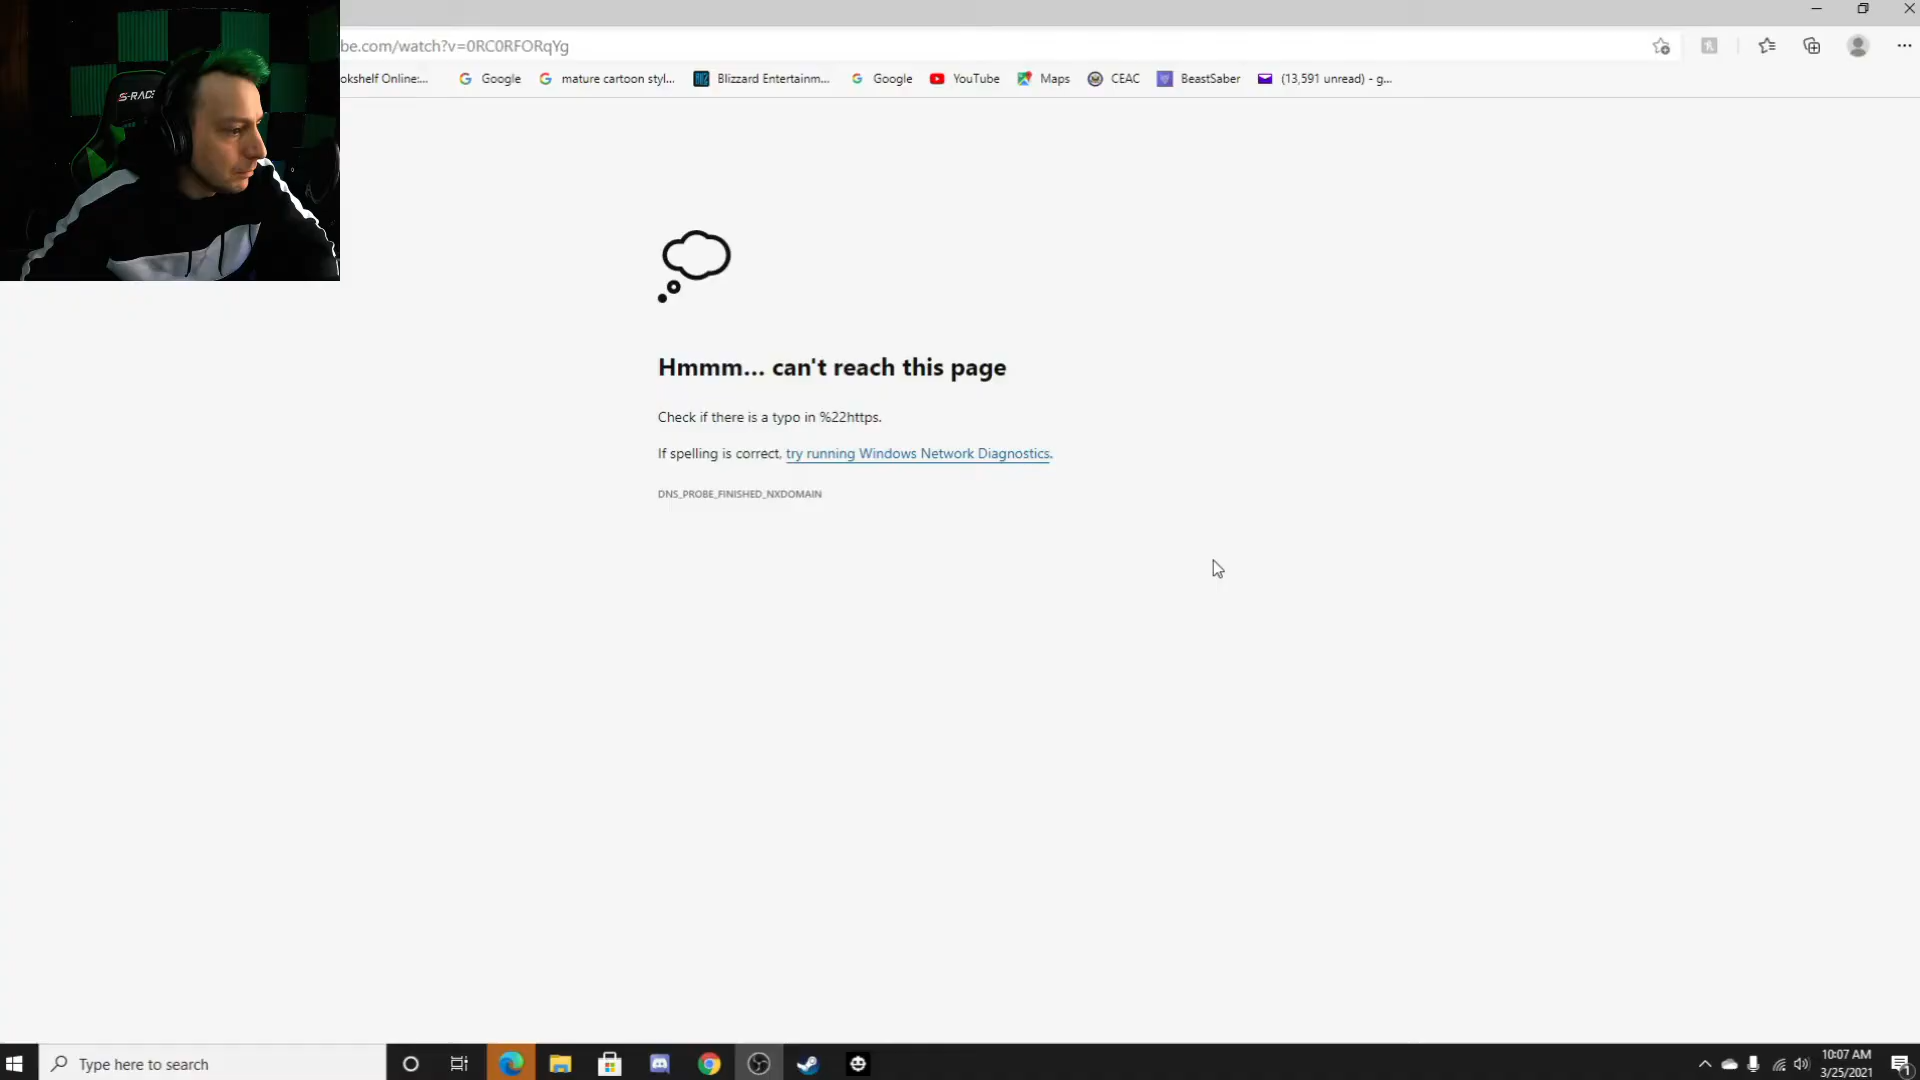 be.com/watch?v=0RC0RFORqYg
okshelf Online:... Google mature cartoon styl... Blizzard Entertainm... Google YouTube Maps CEAC BeastSaber (13,591 unread) - g...
S-RACE
Hmmm... can't reach this page
Check if there is a typo in %22https.
If spelling is correct, try running Windows Network Diagnostics.
DNS_PROBE_FINISHED_NXDOMAIN
Type here to search
10:07 AM
3/25/2021
1